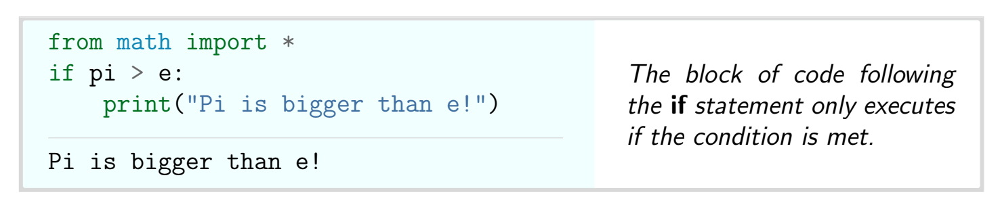 from math import *
if pi > e:
    print("Pi is bigger than e!")
Pi is bigger than e!
The block of code following
the if statement only executes
if the condition is met.